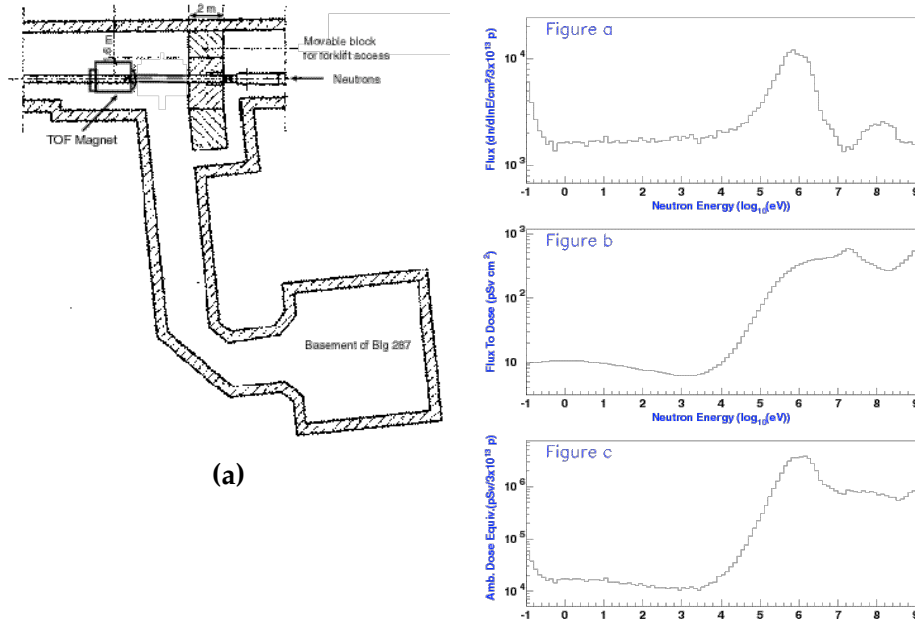 2 m
Movable block
for forklift access
Neutrons
TOF Magnet
Basement of Blg 287
(a)
Figure a
Flux (dn/dlnE/cm²/3x10¹³ p)
10⁴
10³
-1 0 1 2 3 4 5 6 7 8 9
Neutron Energy (log₁₀(eV))
Figure b
Flux To Dose (pSv cm²)
10³
10²
10
-1 0 1 2 3 4 5 6 7 8 9
Neutron Energy (log₁₀(eV))
Figure c
Amb. Dose Equiv.(pSv/3x10¹³ p)
10⁶
10⁵
10⁴
-1 0 1 2 3 4 5 6 7 8 9